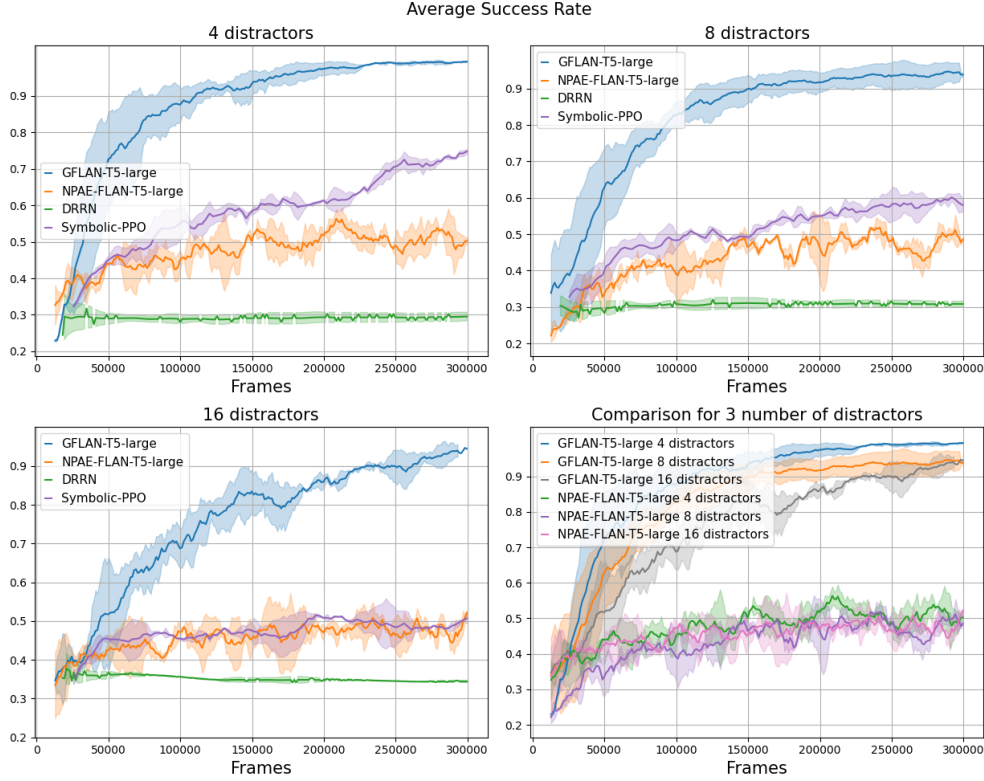 Average Success Rate
4 distractors
0.9
0.8
0.7
0.6
0.5
0.4
0.3
0.2
GFLAN-T5-large
NPAE-FLAN-T5-large
DRRN
Symbolic-PPO
0 50000 100000 150000 200000 250000 300000
Frames
8 distractors
0.9
0.8
0.7
0.6
0.5
0.4
0.3
0.2
GFLAN-T5-large
NPAE-FLAN-T5-large
DRRN
Symbolic-PPO
0 50000 100000 150000 200000 250000 300000
Frames
16 distractors
0.9
0.8
0.7
0.6
0.5
0.4
0.3
0.2
GFLAN-T5-large
NPAE-FLAN-T5-large
DRRN
Symbolic-PPO
0 50000 100000 150000 200000 250000 300000
Frames
Comparison for 3 number of distractors
0.9
0.8
0.7
0.6
0.5
0.4
0.3
0.2
GFLAN-T5-large 4 distractors
GFLAN-T5-large 8 distractors
GFLAN-T5-large 16 distractors
NPAE-FLAN-T5-large 4 distractors
NPAE-FLAN-T5-large 8 distractors
NPAE-FLAN-T5-large 16 distractors
0 50000 100000 150000 200000 250000 300000
Frames